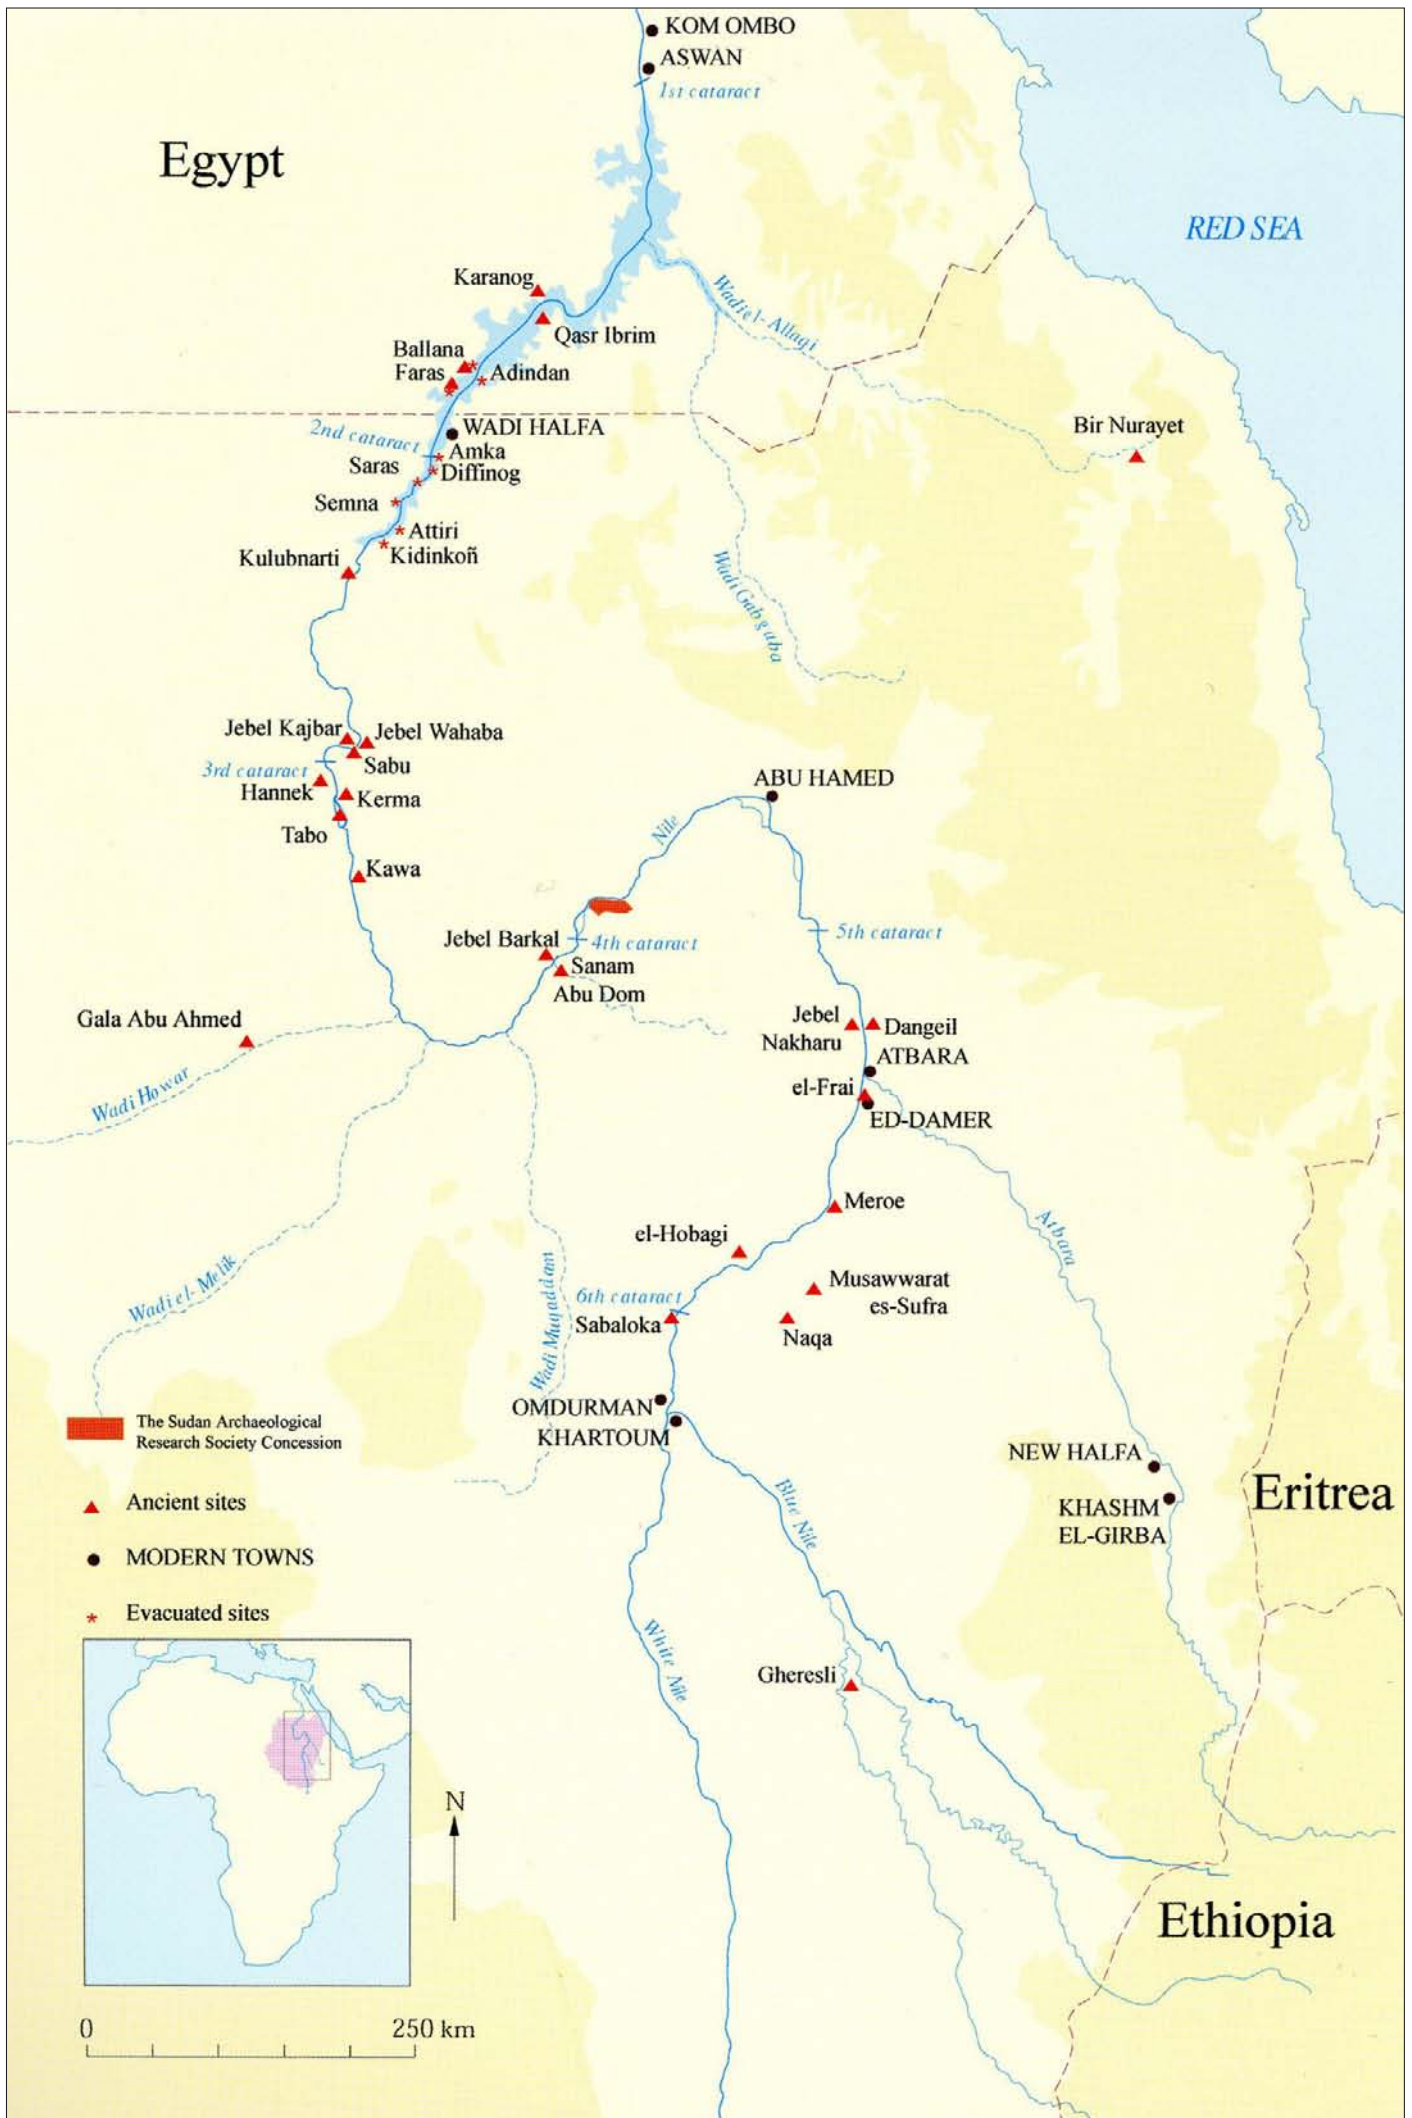 KOM OMBO
ASWAN
1st cataract
Egypt
RED SEA
Karanog
Wadi el-Allaqi
Qasr Ibrim
Ballana
Faras
Adindan
WADI HALFA
2nd cataract
Bir Nurayet
Amka
Saras
Diffinog
Semna
Attiri
Kidinkoñ
Kulubnarti
Wadi Gabgaba
Jebel Kajbar
Jebel Wahaba
Sabu
3rd cataract
Hannek
Kerma
ABU HAMED
Tabo
Nile
Kawa
5th cataract
Jebel Barkal
4th cataract
Sanam
Abu Dom
Gala Abu Ahmed
Jebel
Nakharu
Dangeil
ATBARA
Wadi Howar
el-Frai
ED-DAMER
Meroe
Atbara
el-Hobagi
Wadi el-Melik
Wadi Muqaddam
Musawwarat
es-Sufra
6th cataract
Sabaloka
Naqa
OMDURMAN
KHARTOUM
The Sudan Archaeological
Research Society Concession
NEW HALFA
Eritrea
Ancient sites
KHASHM
EL-GIRBA
Blue Nile
MODERN TOWNS
Evacuated sites
White Nile
Gheresli
N
Ethiopia
0 250 km